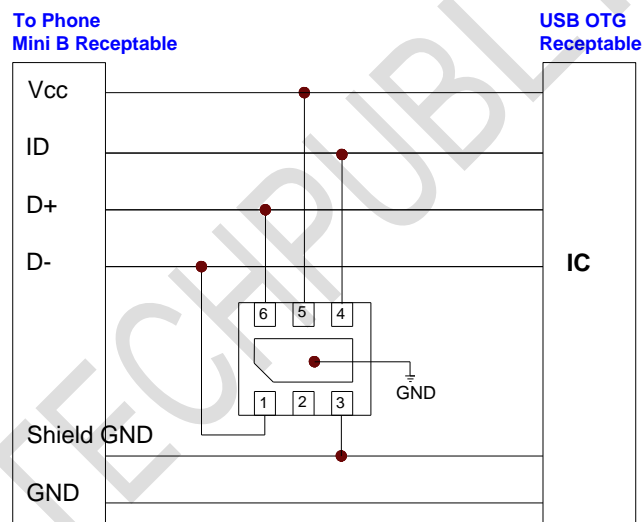 To Phone
Mini B Receptable
USB OTG
Receptable
Vcc
ID
D+
D-
IC
6 5 4
GND
1 2 3
Shield GND
GND
TECHPUBL